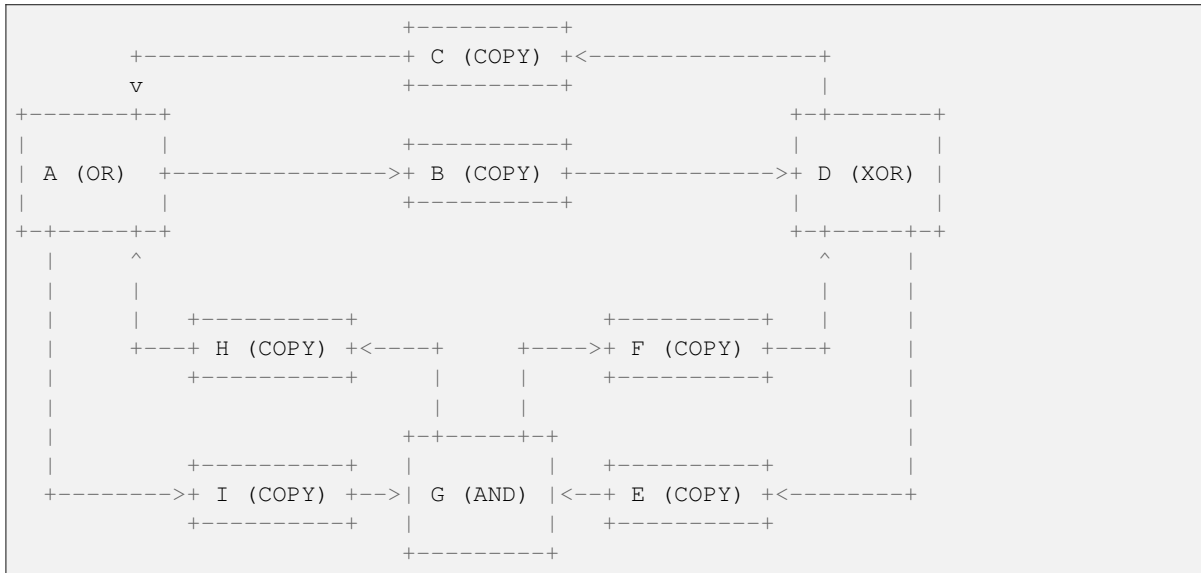 C (COPY)
v
A (OR)
B (COPY)
D (XOR)
H (COPY)
F (COPY)
I (COPY)
G (AND)
E (COPY)